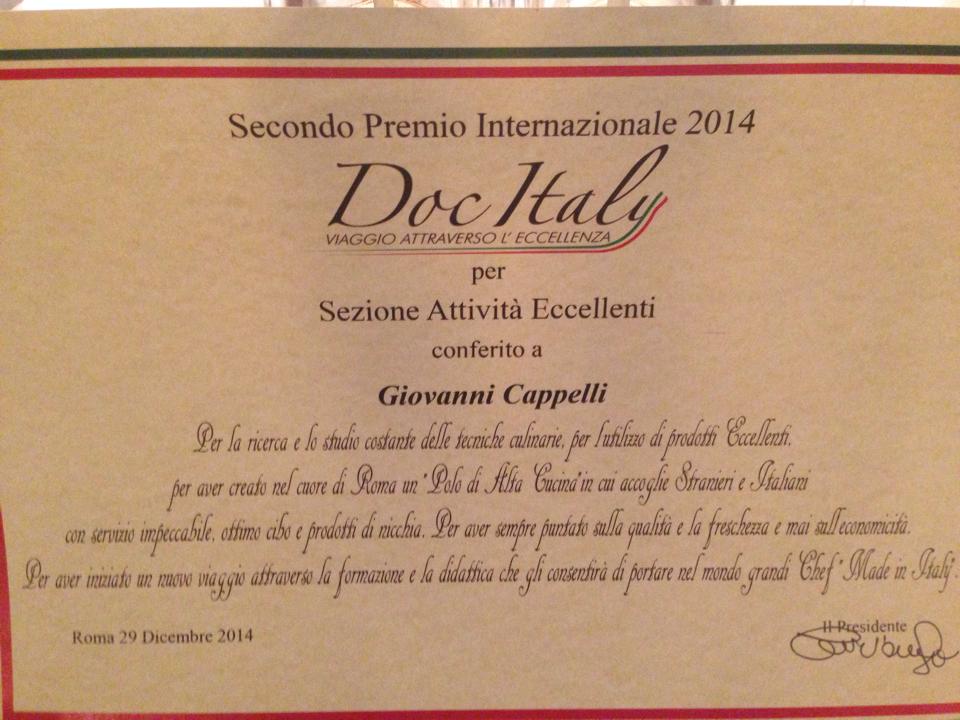 Secondo Premio Internazionale 2014
Doc Italy
VIAGGIO ATTRAVERSO L' ECCELLENZA
per
Sezione Attività Eccellenti
conferito a
Giovanni Cappelli
Per la ricerca e lo studio costante delle tecniche culinarie, per l'utilizzo di prodotti Eccellenti,
per aver creato nel cuore di Roma un "Polo di Alta Cucina" in cui accoglie Stranieri e Italiani
con servizio impeccabile, ottimo cibo e prodotti di nicchia. Per aver sempre puntato sulla qualità e la freschezza e mai sull'economicità.
Per aver iniziato un nuovo viaggio attraverso la formazione e la didattica che gli consentirà di portare nel mondo grandi Chef "Made in Italy".
Roma 29 Dicembre 2014
Il Presidente